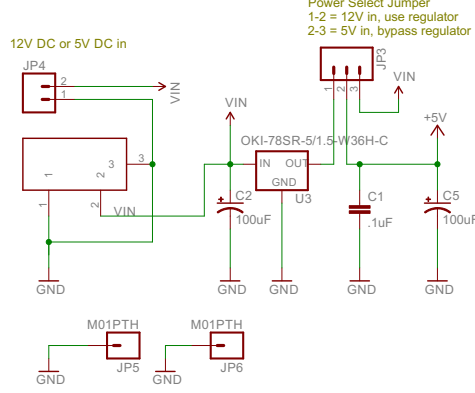 Power Select Jumper
1-2 = 12V in, use regulator
2-3 = 5V in, bypass regulator
12V DC or 5V DC in
JP4
2
1
VIN
JP3
1
2
3
VIN
+5V
VIN
OKI-78SR-5/1.5-W36H-C
IN
OUT
GND
U3
3
3
1
1
2
2
VIN
C2
100uF
C1
.1uF
C5
100uF
GND
GND
GND
GND
GND
M01PTH
JP5
GND
M01PTH
JP6
GND